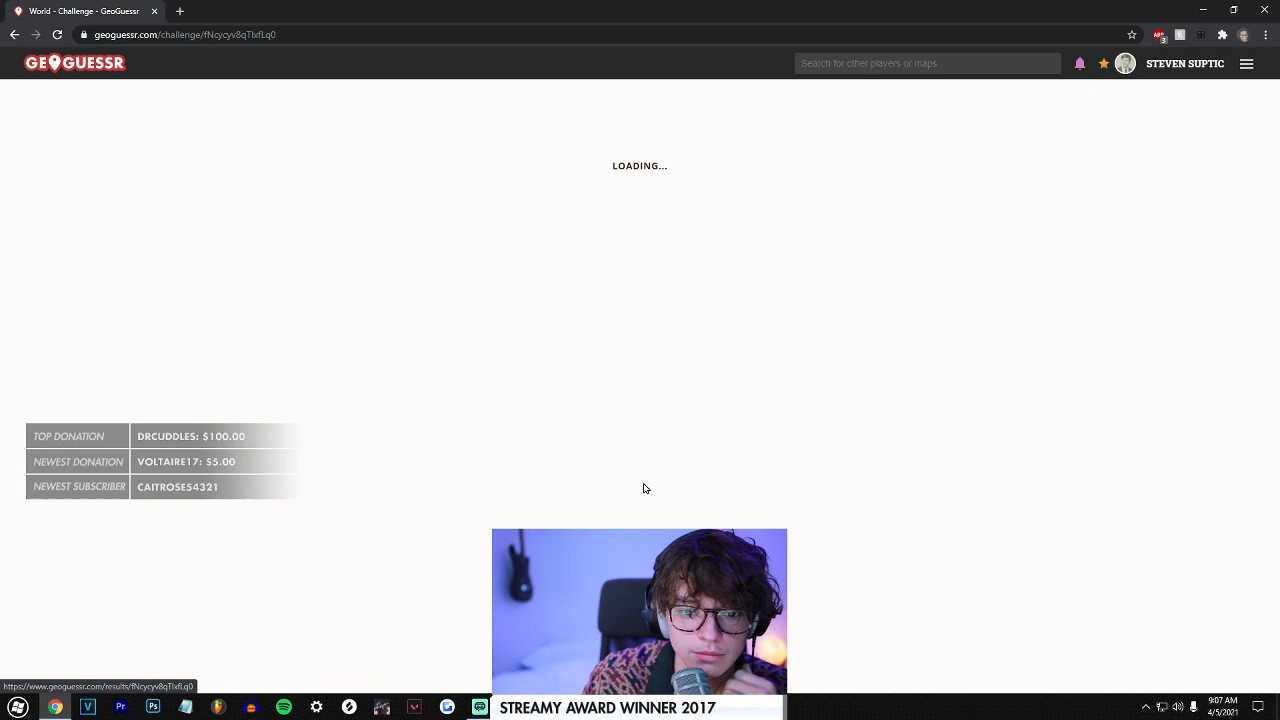 World - GeoGuessr
geoguessr.com/challenge/fNcycyv8qTlxfLq0
GEOGUESSR
Search for other players or maps
STEVEN SUPTIC
LOADING...
TOP DONATION DRCUDDLES: $100.00
NEWEST DONATION VOLTAIRE17: $5.00
NEWEST SUBSCRIBER CAITROSE54321
https://www.geoguessr.com/results/fNcycyv8qTlxfLq0
STREAMY AWARD WINNER 2017
9:07 AM
4/5/2021